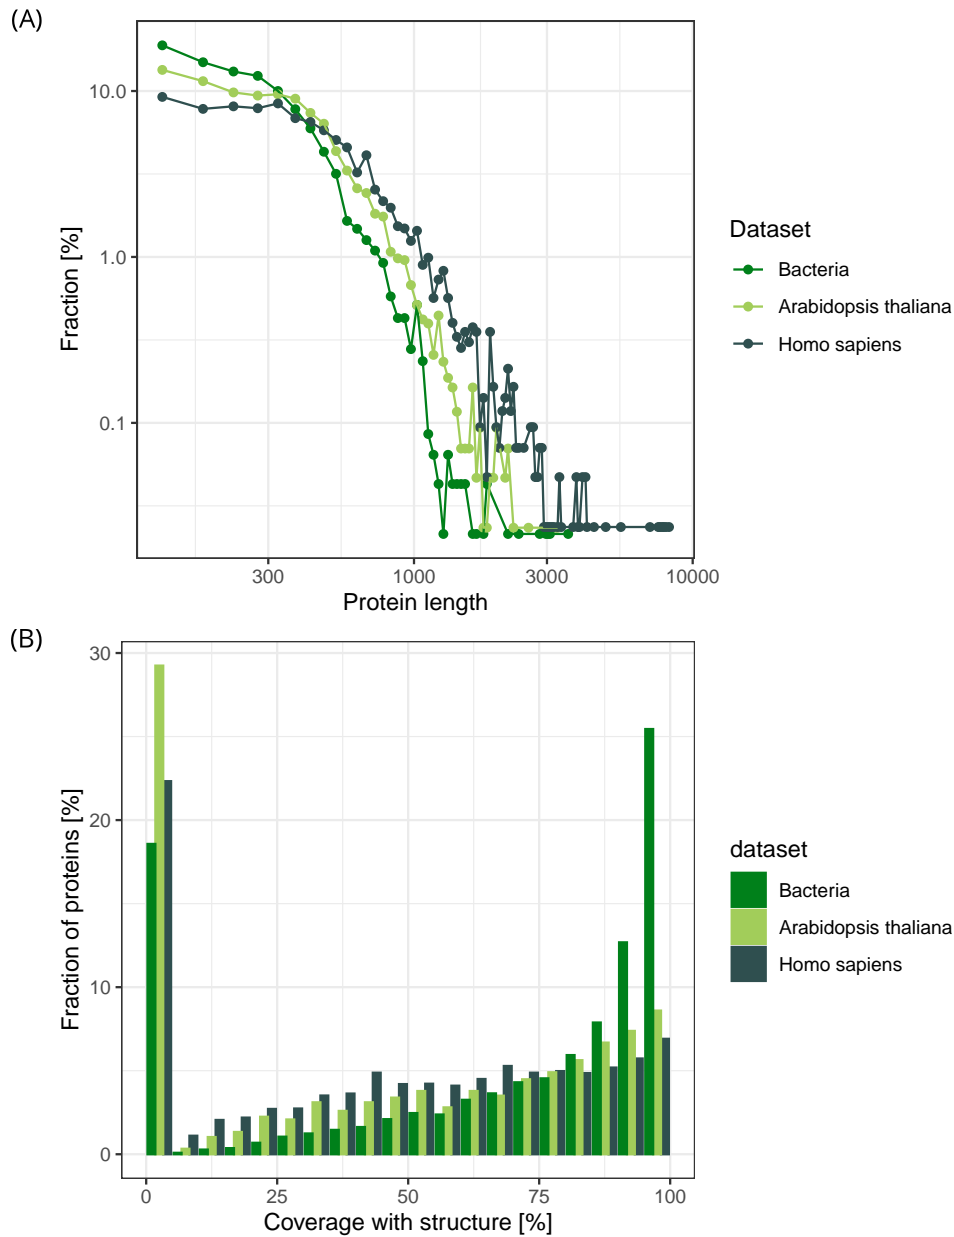 (A)
10.0
1.0
0.1
Fraction [%]
300
1000
3000
10000
Protein length
Dataset
Bacteria
Arabidopsis thaliana
Homo sapiens
(B)
30
20
10
0
Fraction of proteins [%]
0
25
50
75
100
Coverage with structure [%]
dataset
Bacteria
Arabidopsis thaliana
Homo sapiens